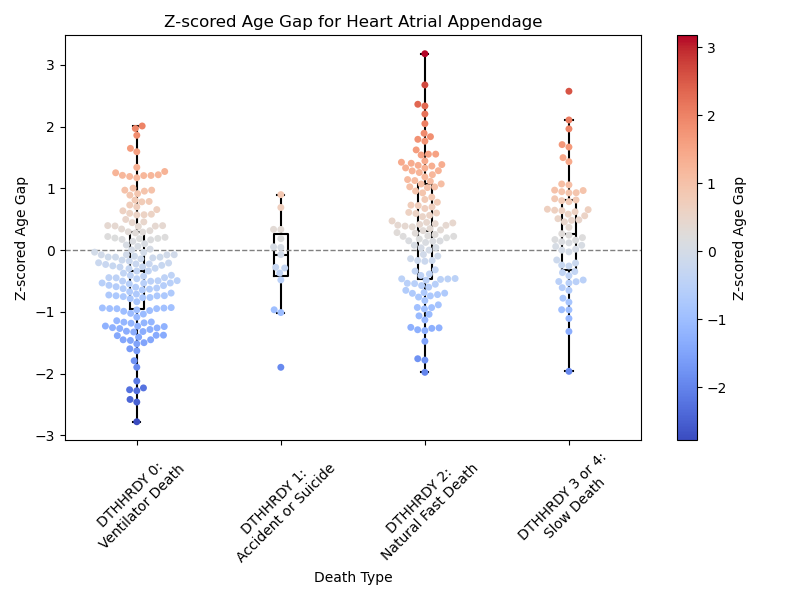 Z-scored Age Gap for Heart Atrial Appendage
Z-scored Age Gap
3
2
1
0
−1
−2
−3
DTHHRDY 0:
Ventilator Death
DTHHRDY 1:
Accident or Suicide
DTHHRDY 2:
Natural Fast Death
DTHHRDY 3 or 4:
Slow Death
Death Type
3
2
1
0
−1
−2
Z-scored Age Gap